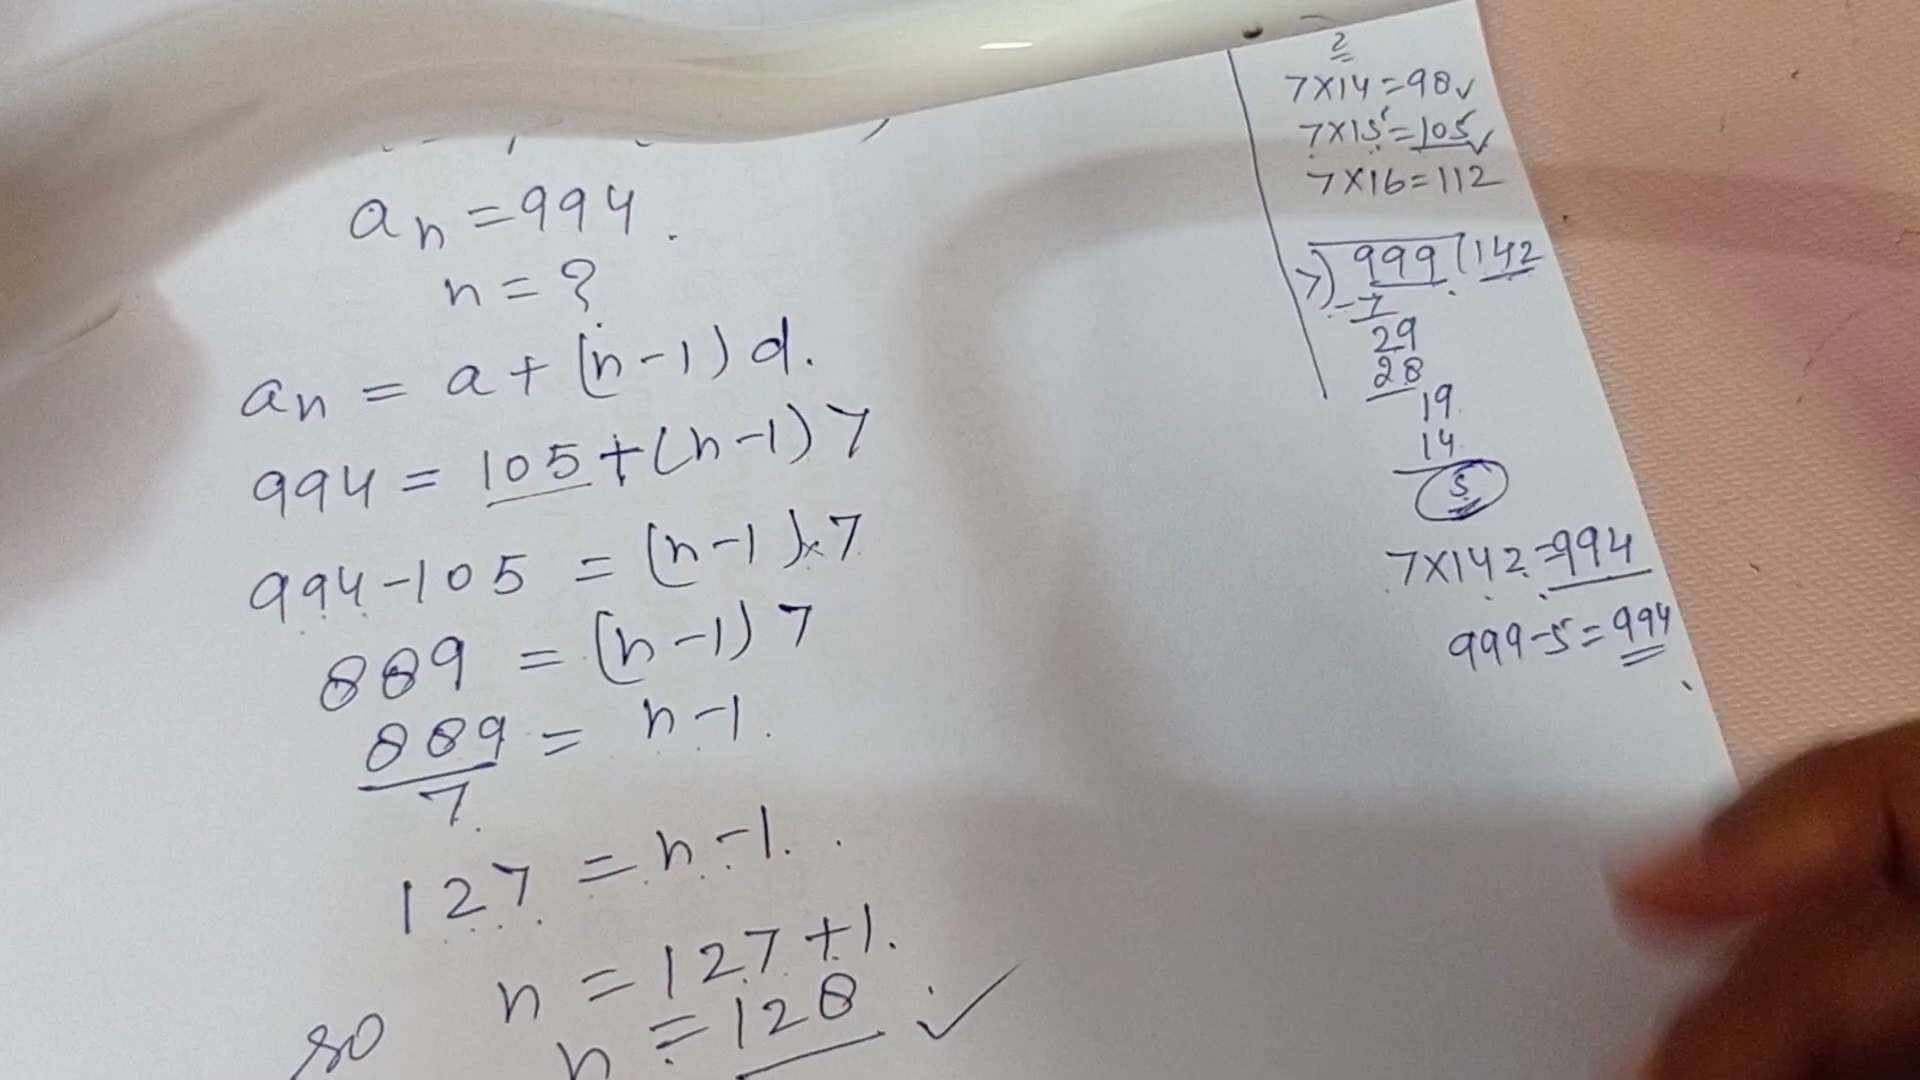 an = 994.
n = ?
an = a + (n-1) d.
994 = 105 + (n-1) 7
994-105 = (n-1) × 7
889 = (n-1) 7
889/7 = n-1.
127 = n-1.
n = 127+1.
so n = 128 ✓
2
7×14=98✓
7×15=105✓
7×16=112
7) 999 (142
-7
29
28
19
14
5
7×142=994
999-5=994